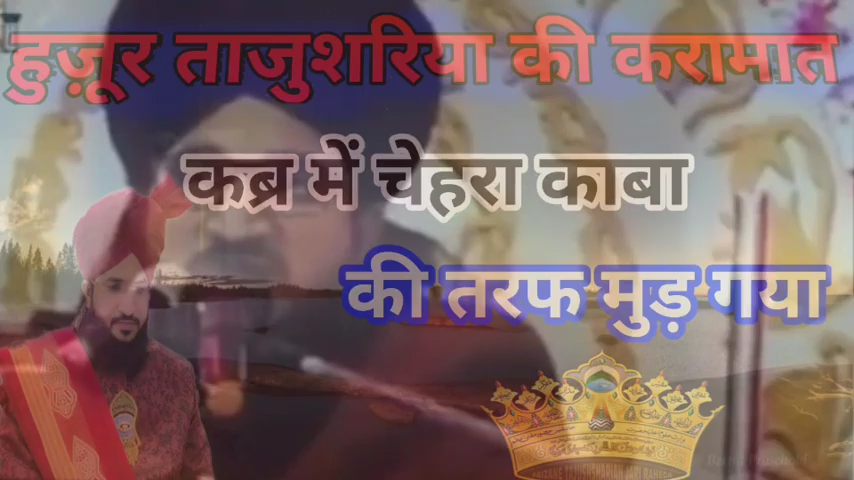 हुज़ूर ताजुशरिया की करामात
कब्र में चेहरा काबा
की तरफ मुड़ गया